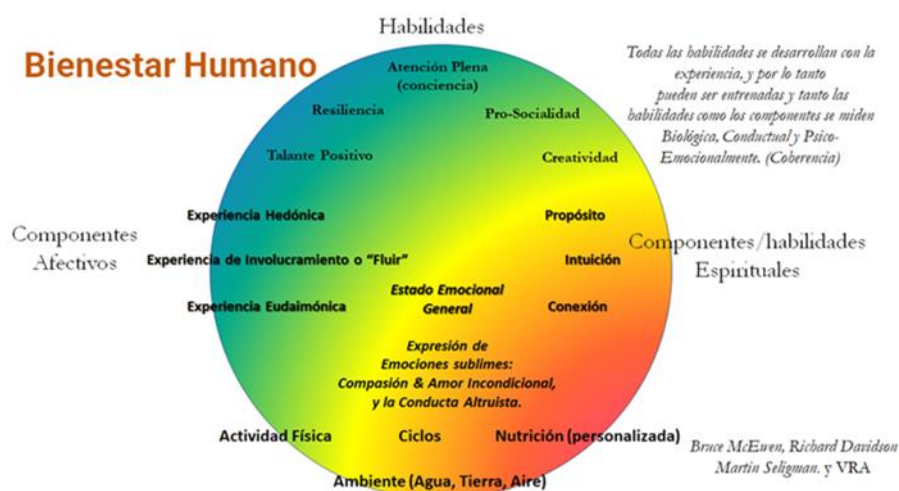 Habilidades
Bienestar Humano
Atención Plena
(conciencia)
Resiliencia
Pro-Socialidad
Talante Positivo
Creatividad
Todas las habilidades se desarrollan con la
experiencia, y por lo tanto
pueden ser entrenadas y tanto las
habilidades como los componentes se miden
Biológica, Conductual y Psico-
Emocionalmente. (Coherencia)
Componentes
Afectivos
Experiencia Hedónica
Experiencia de Involucramiento o “Fluir”
Experiencia Eudaimónica
Propósito
Intuición
Conexión
Componentes/habilidades
Espirituales
Estado Emocional
General
Expresión de
Emociones sublimes:
Compasión & Amor Incondicional,
y la Conducta Altruista.
Actividad Física
Ciclos
Nutrición (personalizada)
Ambiente (Agua, Tierra, Aire)
Bruce McEwen, Richard Davidson
Martin Seligman. y VRA